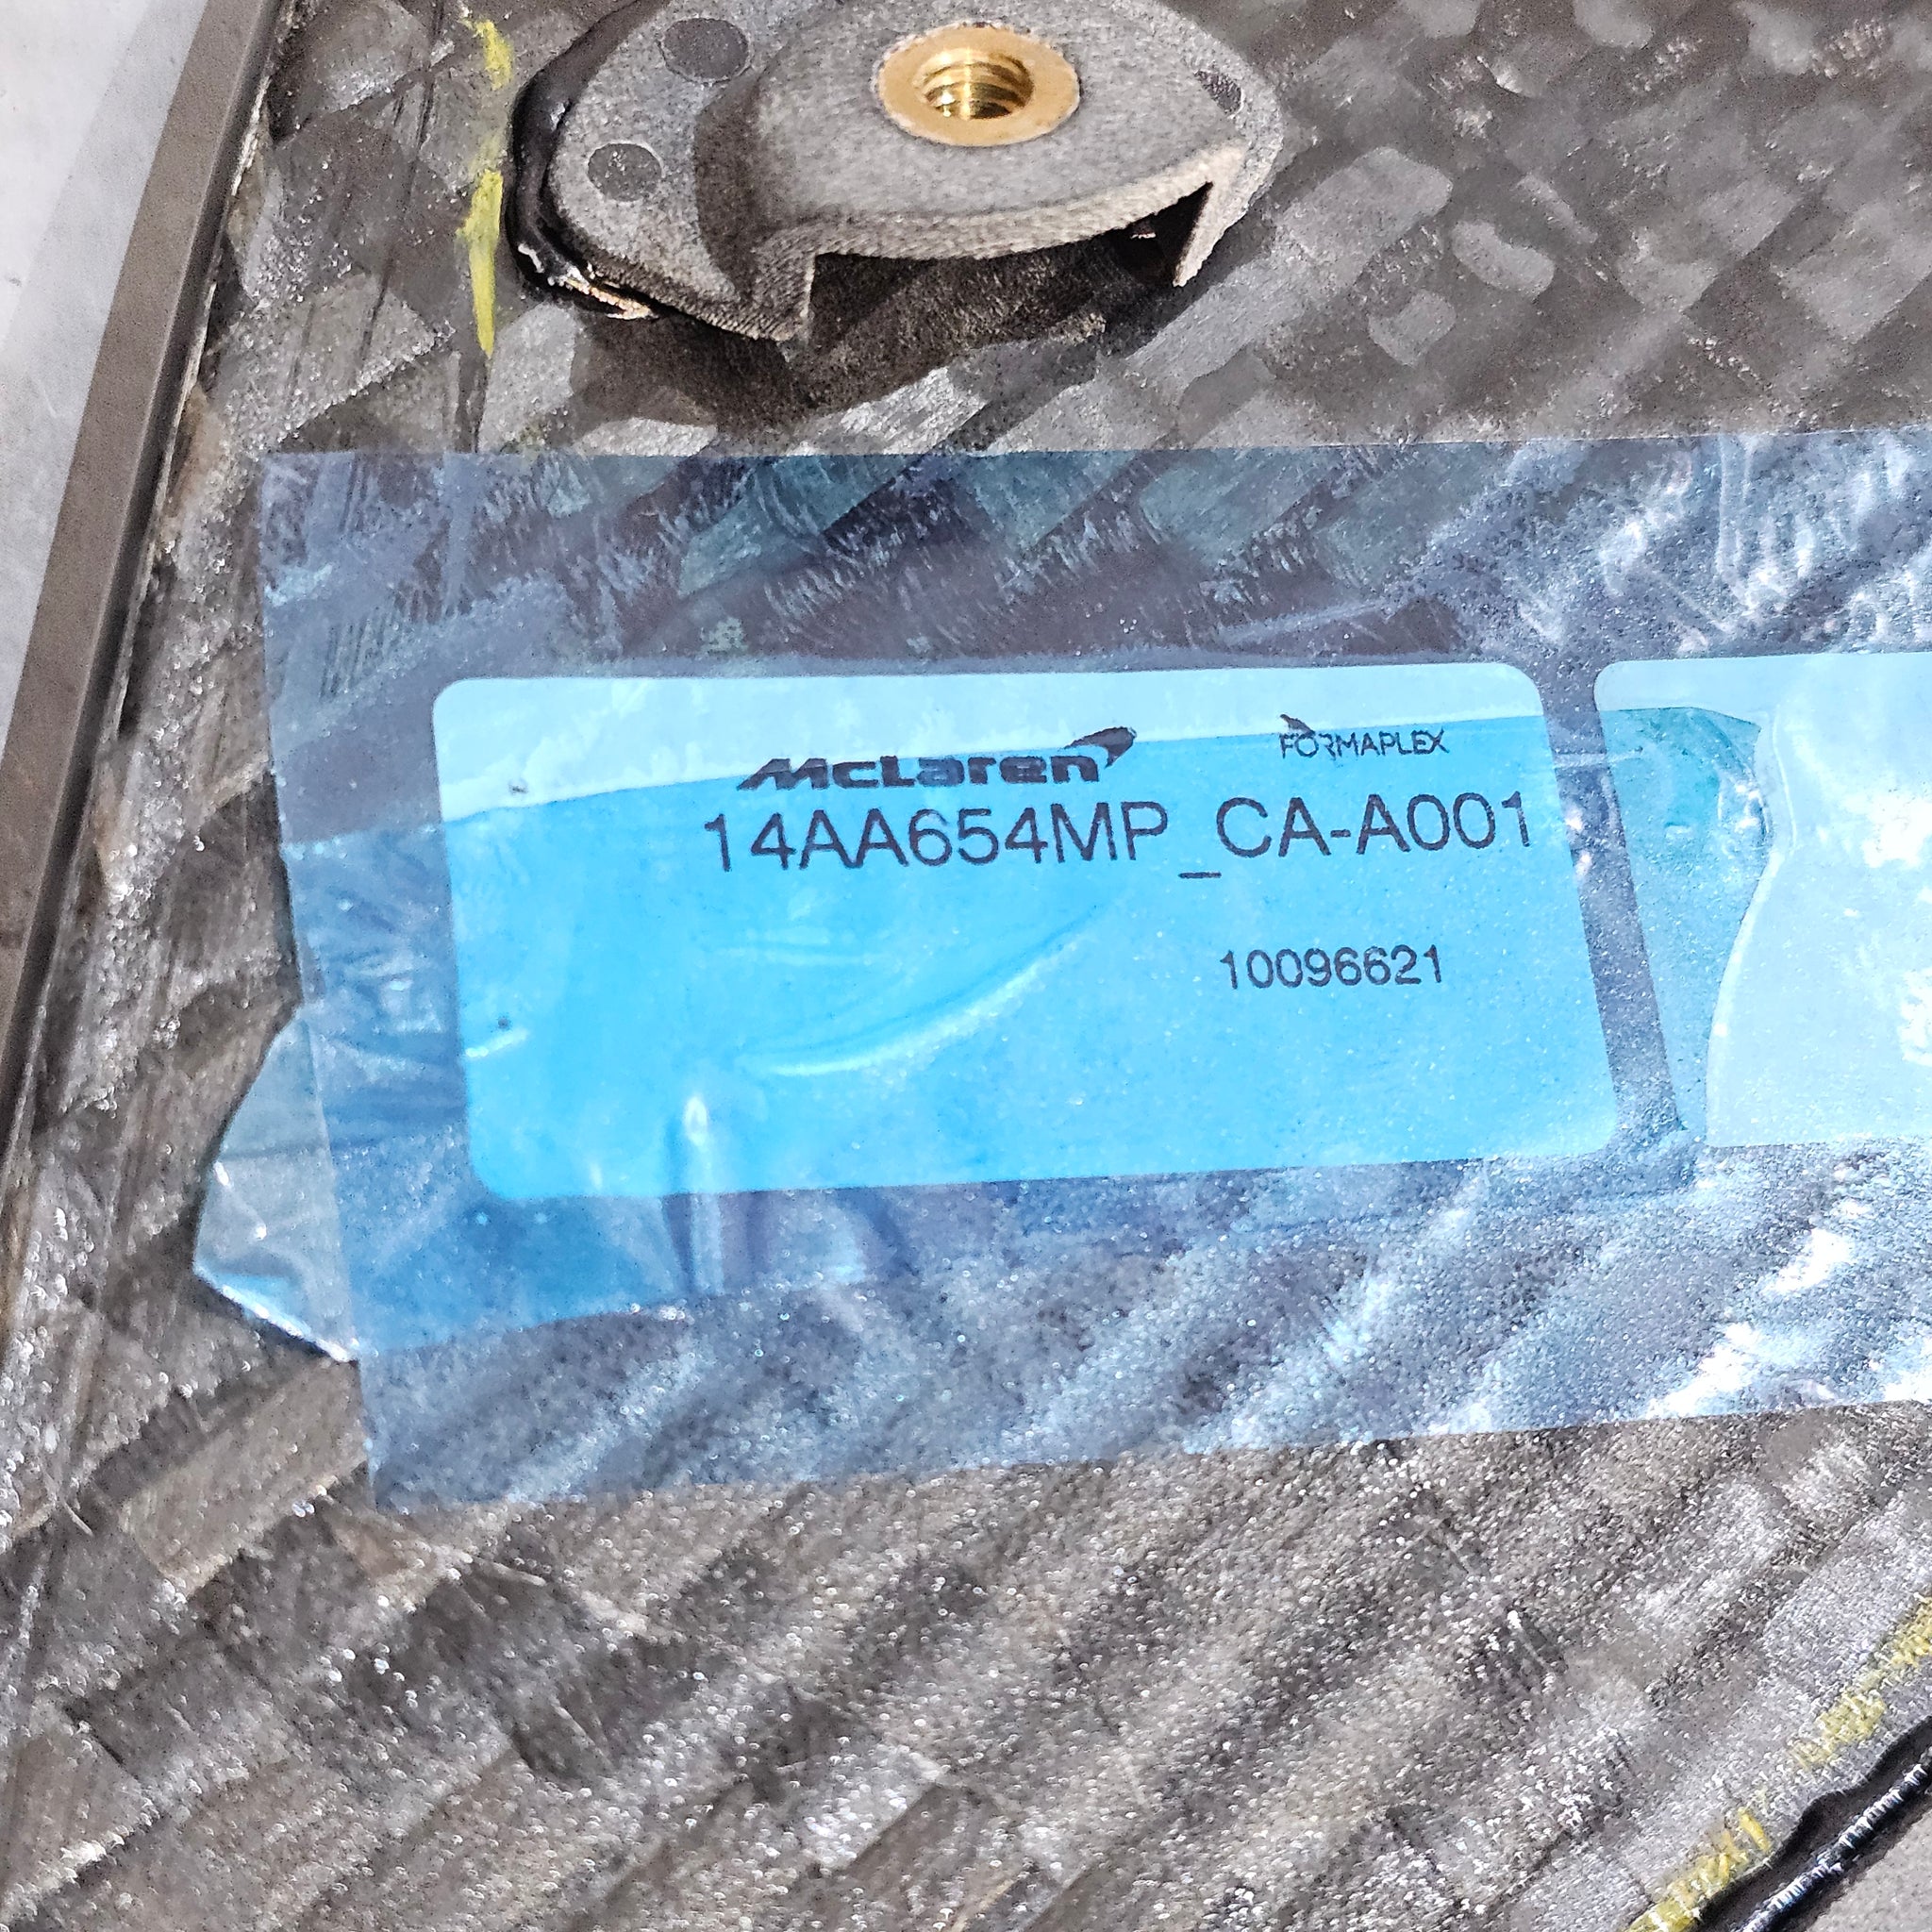 McLaren
FORMAPLEX
14AA654MP_CA-A001
10096621